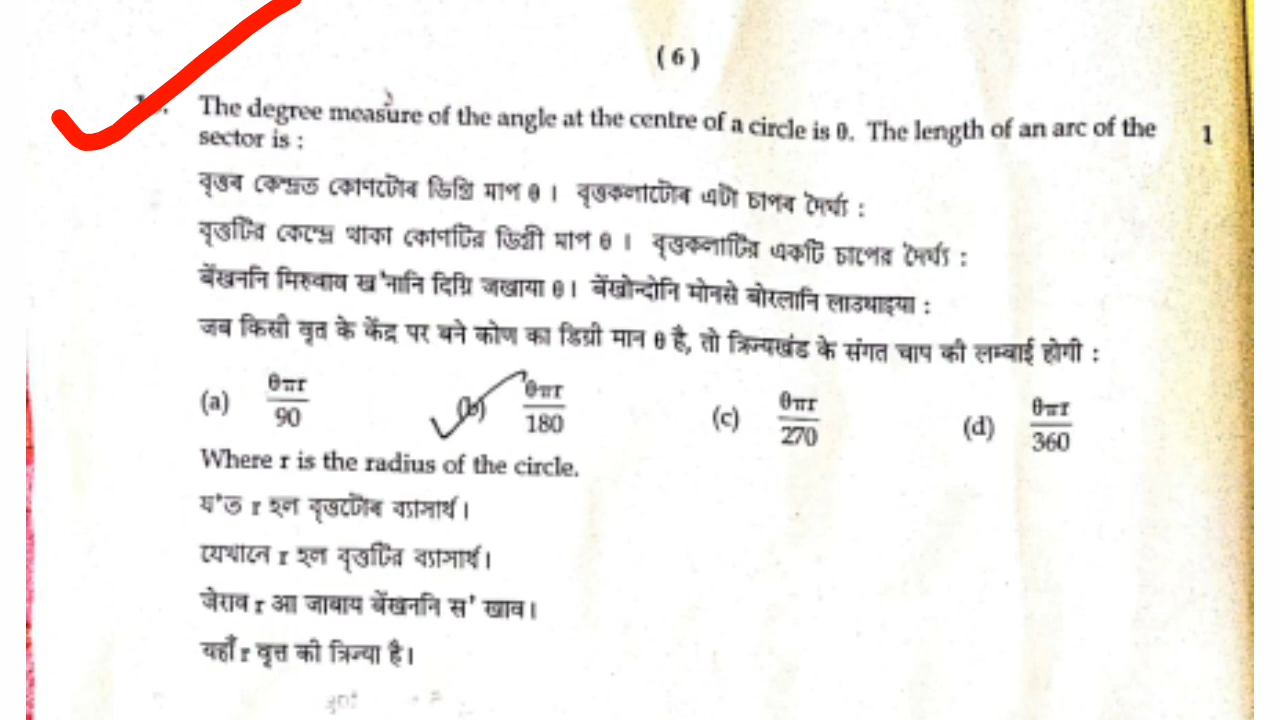 ( 6 )
The degree measure of the angle at the centre of a circle is θ. The length of an arc of the 1
sector is :
বৃত্তৰ কেন্দ্ৰত কোণটোৰ ডিগ্ৰি মাপ θ । বৃত্তকলাটোৰ এটা চাপৰ দৈৰ্ঘ্য :
বৃত্তটির কেন্দ্রে থাকা কোণটির ডিগ্রী মাপ θ । বৃত্তকলাটির একটি চাপের দৈর্ঘ্য :
बेंखननि मिरुवाय ख'नानि दिग्रि जखाया θ। बेंखोन्दोनि मोनसे बोरलानि लाउथाइया :
जब किसी वृत के केंद्र पर बने कोण का डिग्री मान θ है, तो त्रिज्यखंड के संगत चाप की लम्बाई होगी :
(a) θπr/90 (b) θπr/180 (c) θπr/270 (d) θπr/360
Where r is the radius of the circle.
য'ত r হল বৃত্তটোৰ ব্যাসাৰ্থ।
যেখানে r হল বৃত্তটির ব্যাসার্থ।
जेराव r आ जाबाय बेंखननि स' खाव।
यहाँ r वृत्त की त्रिज्या है।